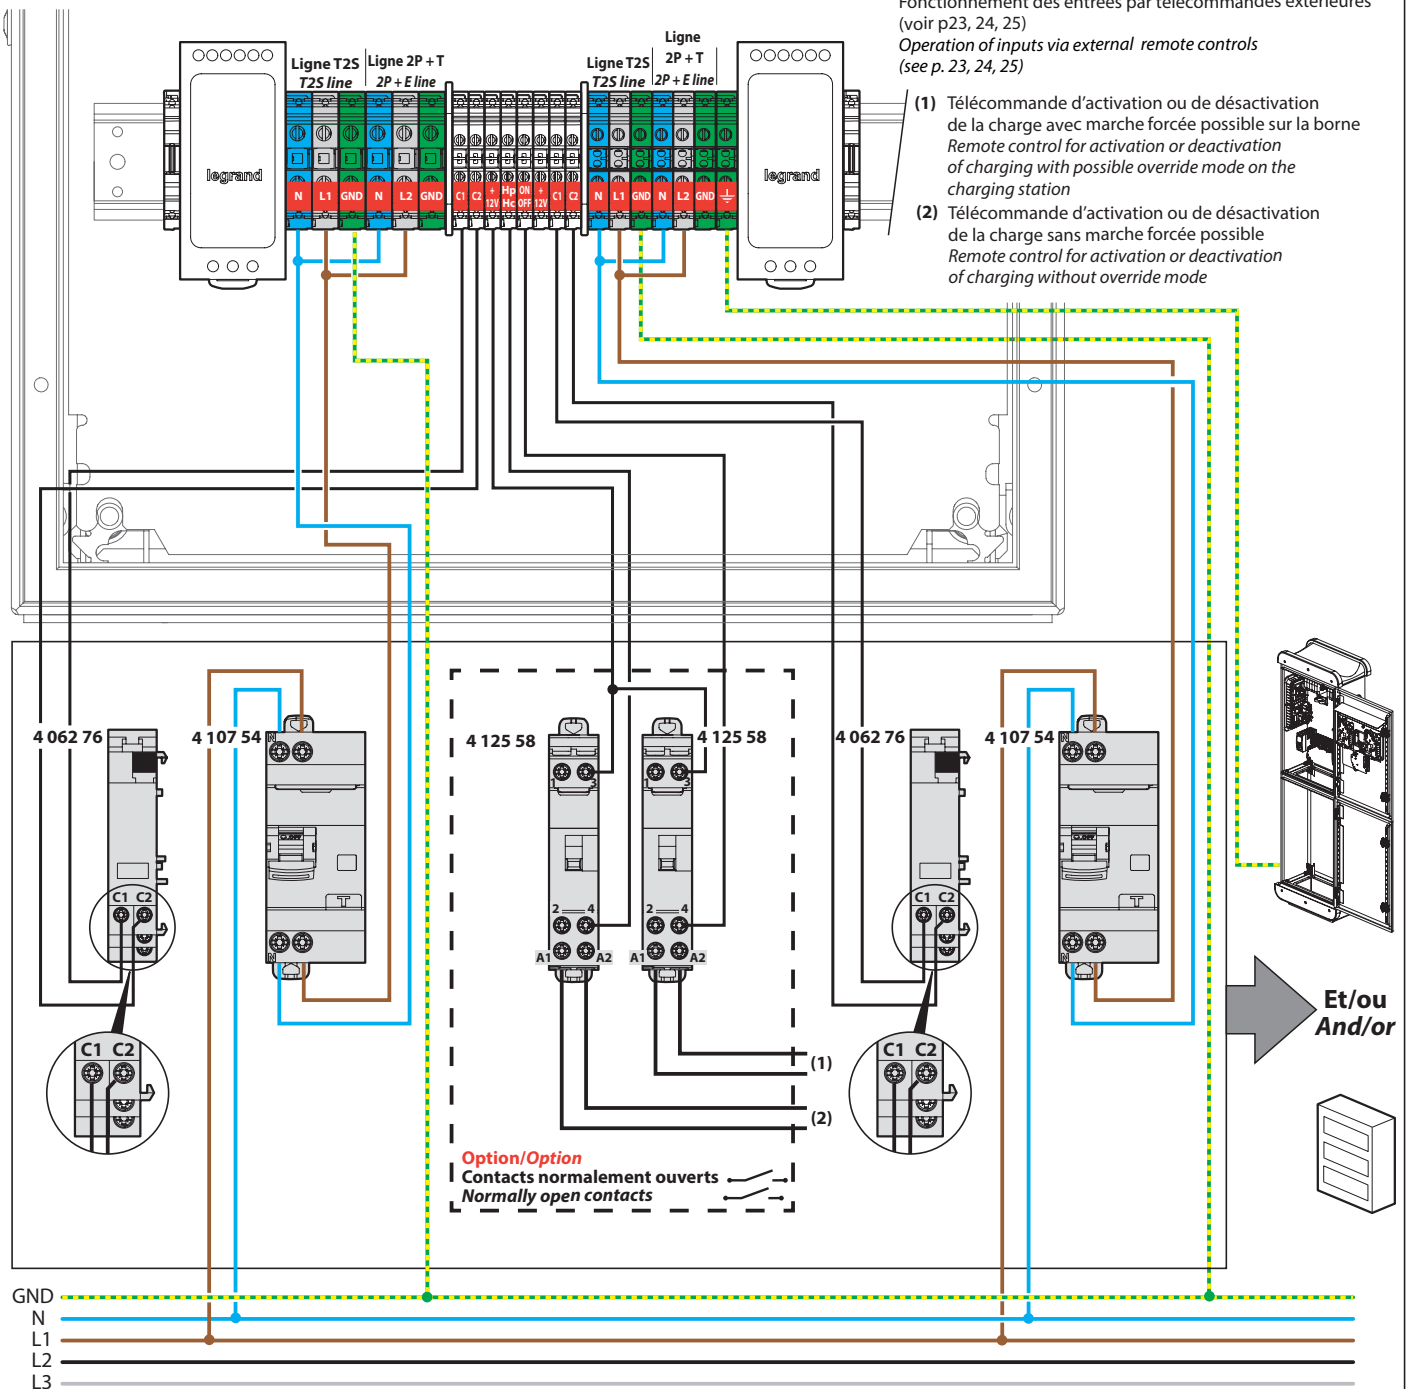 Fonctionnement des entrées par télécommandes extérieures
(voir p23, 24, 25)
Operation of inputs via external remote controls
(see p. 23, 24, 25)
(1) Télécommande d'activation ou de désactivation
de la charge avec marche forcée possible sur la borne
Remote control for activation or deactivation
of charging with possible override mode on the
charging station
(2) Télécommande d'activation ou de désactivation
de la charge sans marche forcée possible
Remote control for activation or deactivation
of charging without override mode
Ligne T2S
T2S line
Ligne 2P + T
2P + E line
Ligne T2S
T2S line
Ligne
2P + T
2P + E line
legrand
N L1 GND N L2 GND C1 C2 + 12V Hp Hc ON OFF + 12V C1 C2 N L1 GND N L2 GND
legrand
4 062 76
4 107 54
4 125 58
4 125 58
4 062 76
4 107 54
N
N
1 3
1 3
2 4
2 4
A1 A2
A1 A2
C1 C2
C1 C2
T
T
N
N
C1 C2
C1 C2
(1)
(2)
Et/ou
And/or
Option/Option
Contacts normalement ouverts
Normally open contacts
GND
N
L1
L2
L3